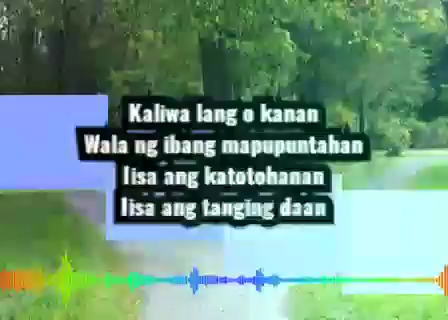 Kaliwa lang o kanan
Wala ng ibang mapupuntahan
Iisa ang katotohanan
Iisa ang tanging daan